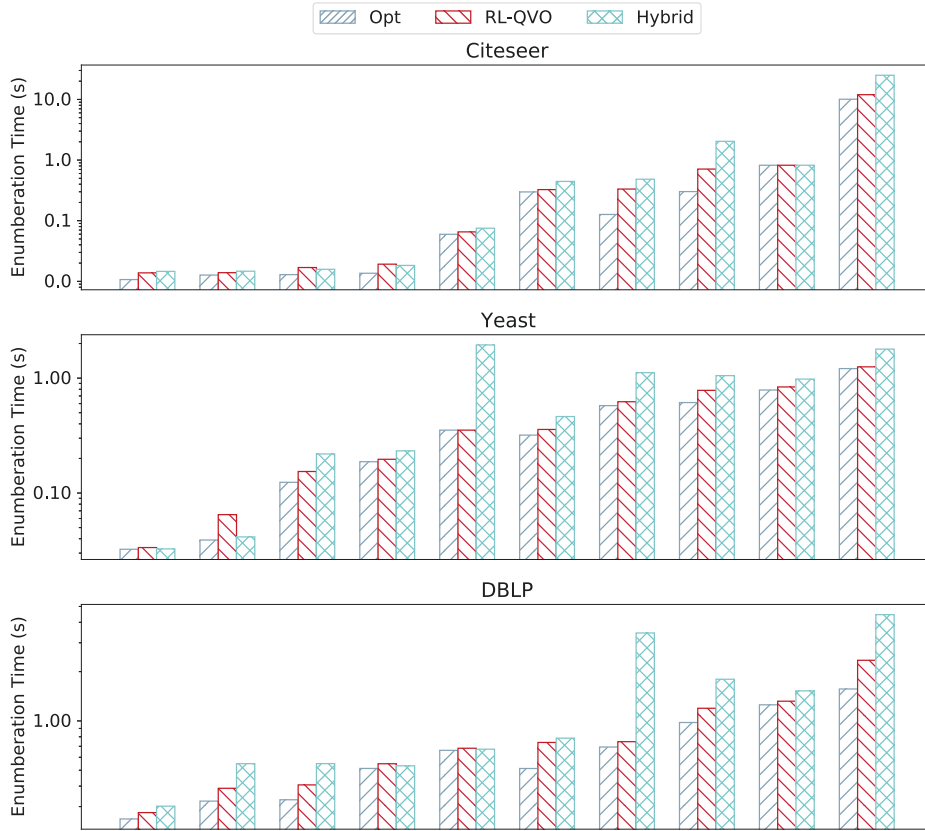 Opt RL-QVO Hybrid
Citeseer
Enumberation Time (s)
10.0
1.0
0.1
0.0
Yeast
Enumberation Time (s)
1.00
0.10
DBLP
Enumberation Time (s)
1.00